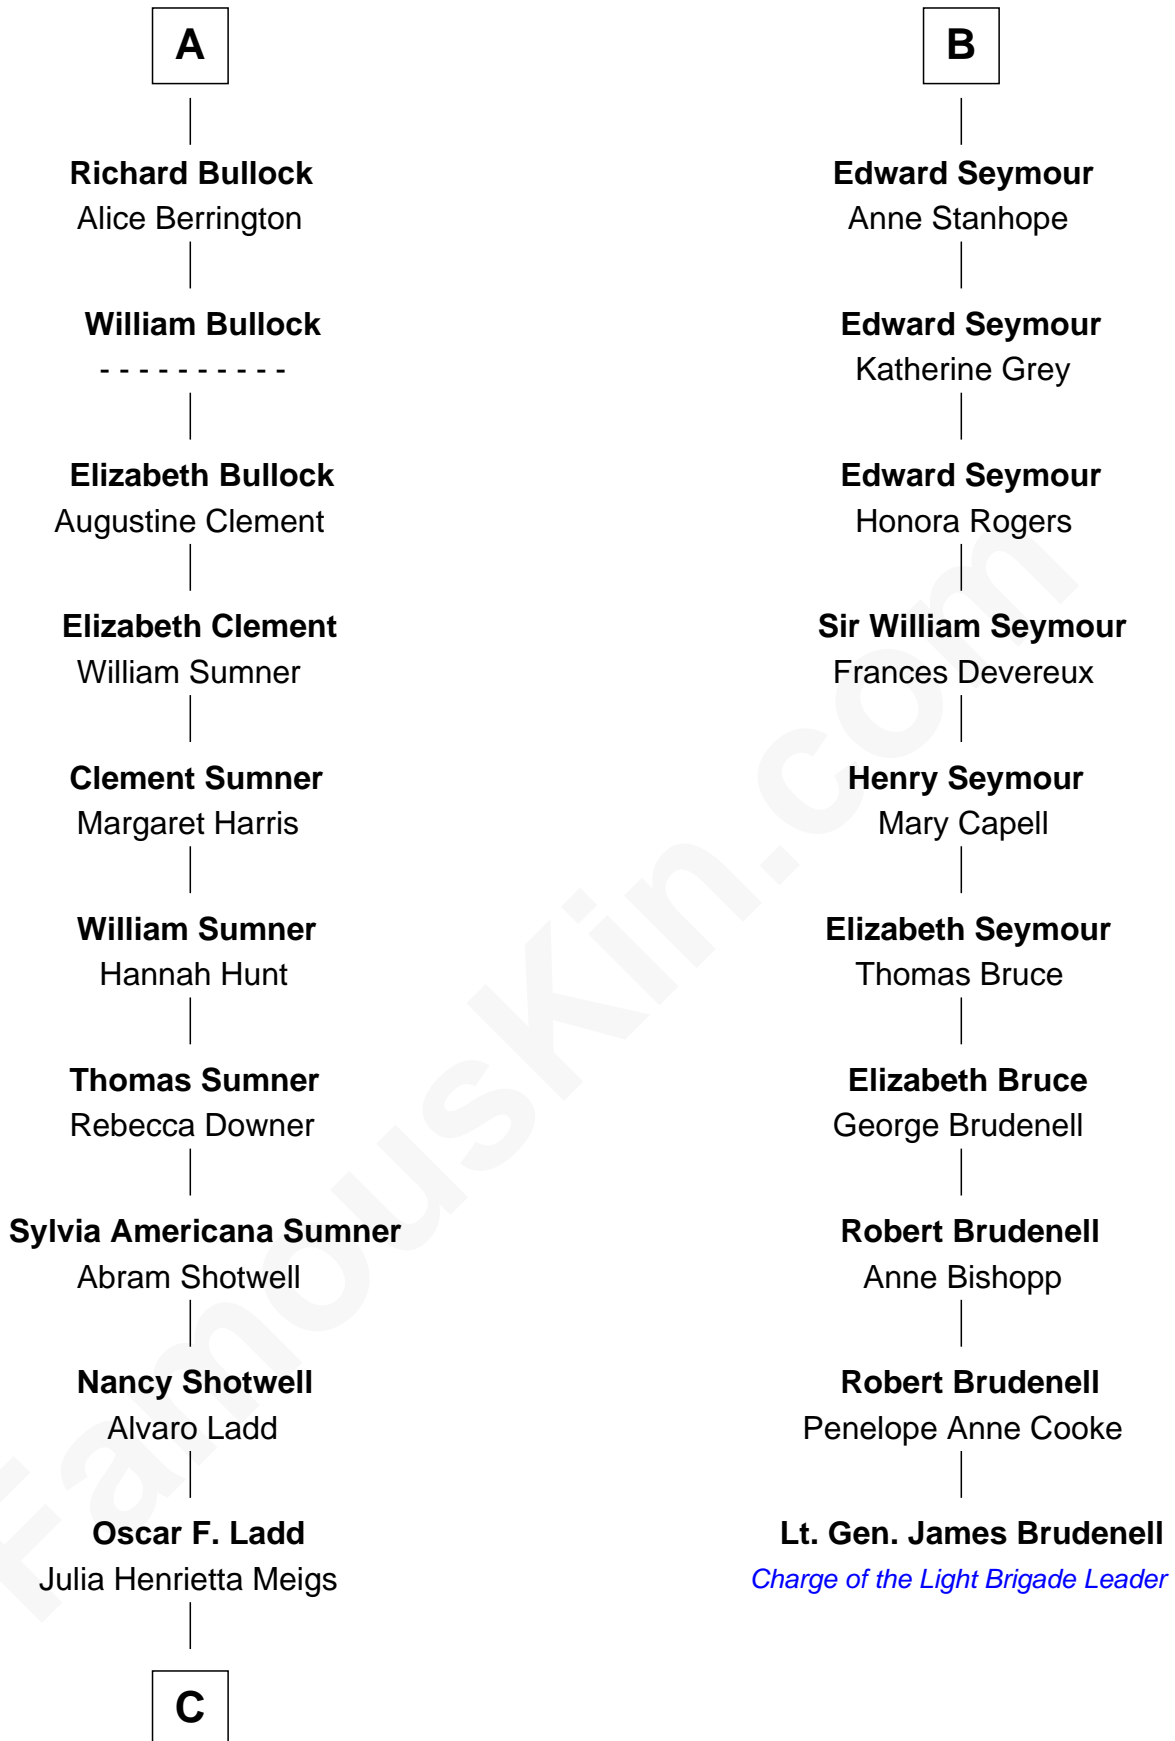 A
Richard Bullock
Alice Berrington
William Bullock
- - - - - - - - - -
Elizabeth Bullock
Augustine Clement
Elizabeth Clement
William Sumner
Clement Sumner
Margaret Harris
William Sumner
Hannah Hunt
Thomas Sumner
Rebecca Downer
Sylvia Americana Sumner
Abram Shotwell
Nancy Shotwell
Alvaro Ladd
Oscar F. Ladd
Julia Henrietta Meigs
C
B
Edward Seymour
Anne Stanhope
Edward Seymour
Katherine Grey
Edward Seymour
Honora Rogers
Sir William Seymour
Frances Devereux
Henry Seymour
Mary Capell
Elizabeth Seymour
Thomas Bruce
Elizabeth Bruce
George Brudenell
Robert Brudenell
Anne Bishopp
Robert Brudenell
Penelope Anne Cooke
Lt. Gen. James Brudenell
Charge of the Light Brigade Leader
FamousKin.com